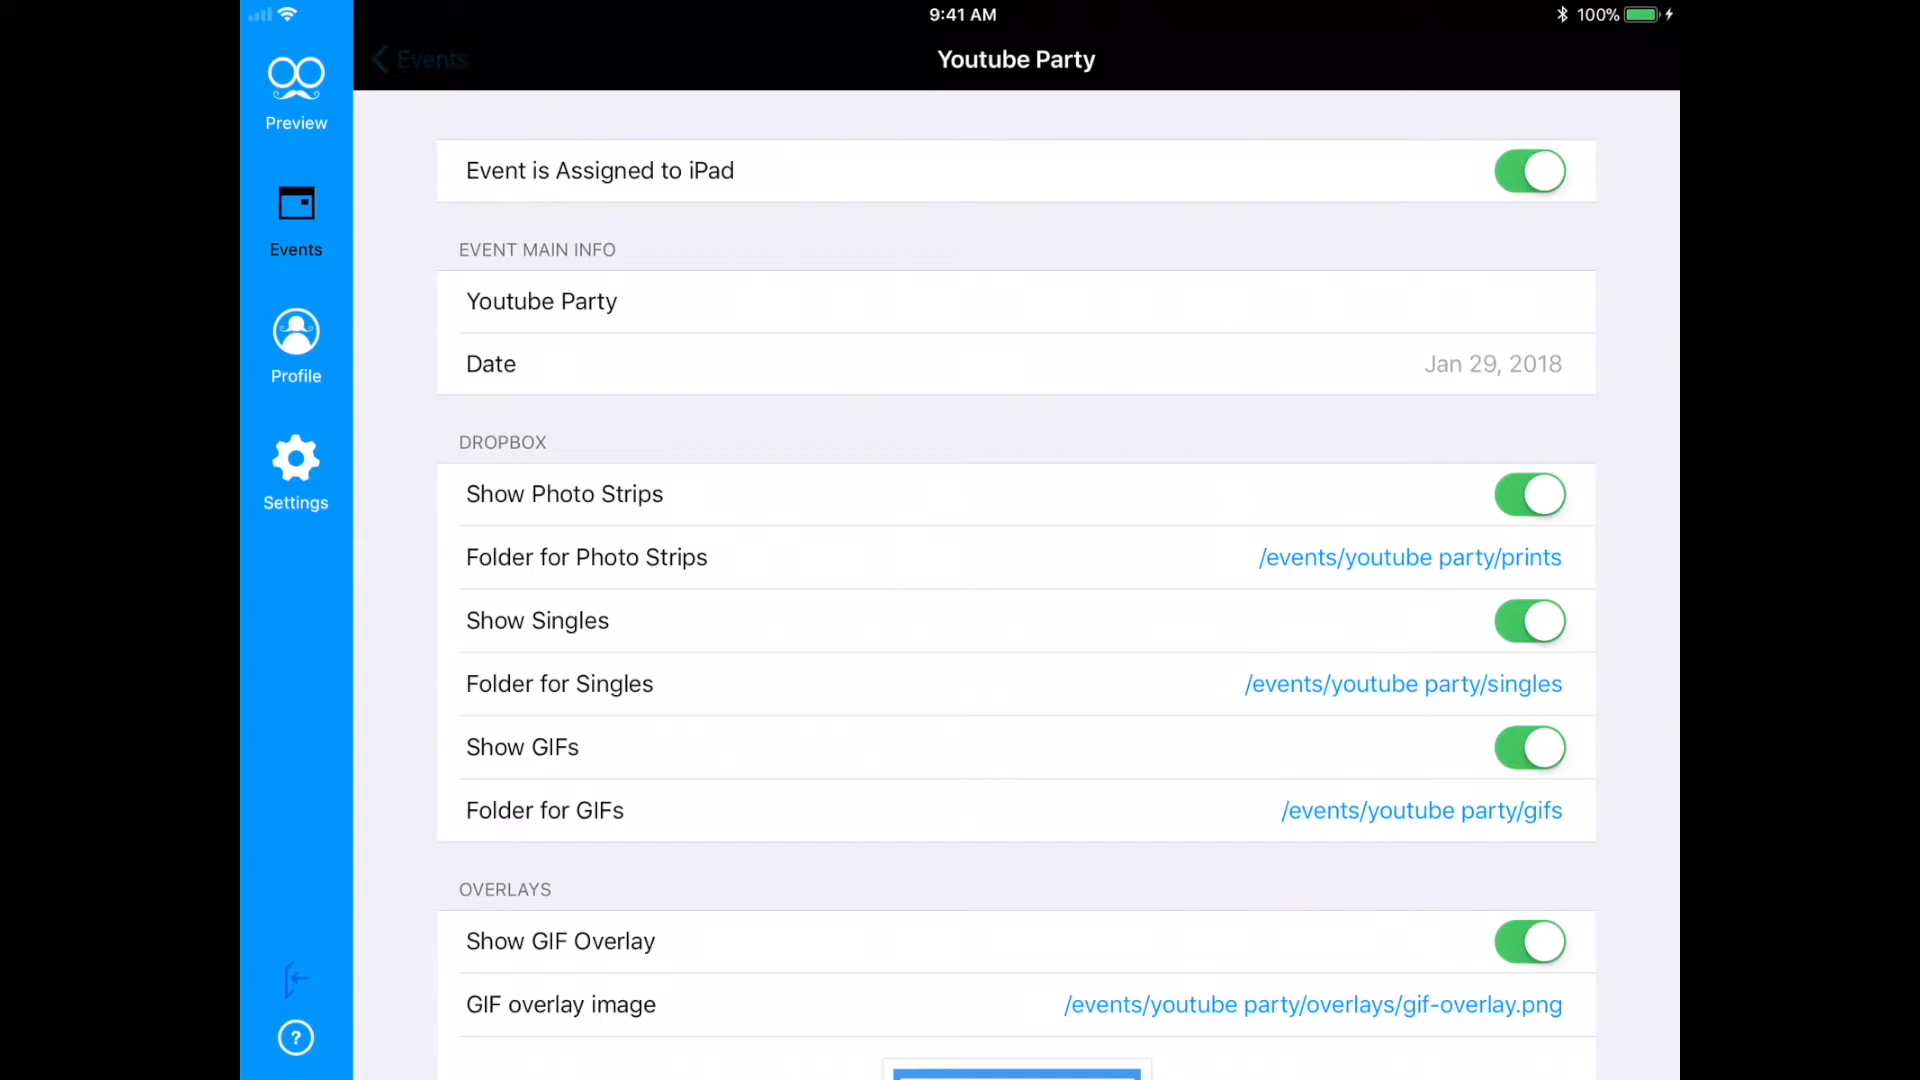 9:41 AM
100%
Events
Youtube Party
Preview
Events
Profile
Settings
?
Event is Assigned to iPad
EVENT MAIN INFO
Youtube Party
Date Jan 29, 2018
DROPBOX
Show Photo Strips
Folder for Photo Strips /events/youtube party/prints
Show Singles
Folder for Singles /events/youtube party/singles
Show GIFs
Folder for GIFs /events/youtube party/gifs
OVERLAYS
Show GIF Overlay
GIF overlay image /events/youtube party/overlays/gif-overlay.png